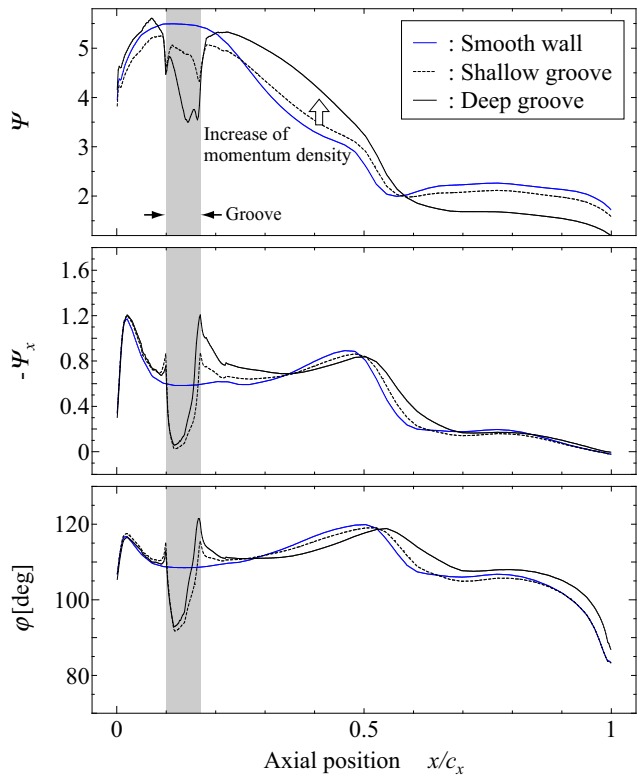 5
4
3
2
Ψ
: Smooth wall
: Shallow groove
: Deep groove
Increase of
momentum density
Groove
1.6
1.2
0.8
0.4
0
-Ψx
120
100
80
φ [deg]
0
0.5
1
Axial position x/cx